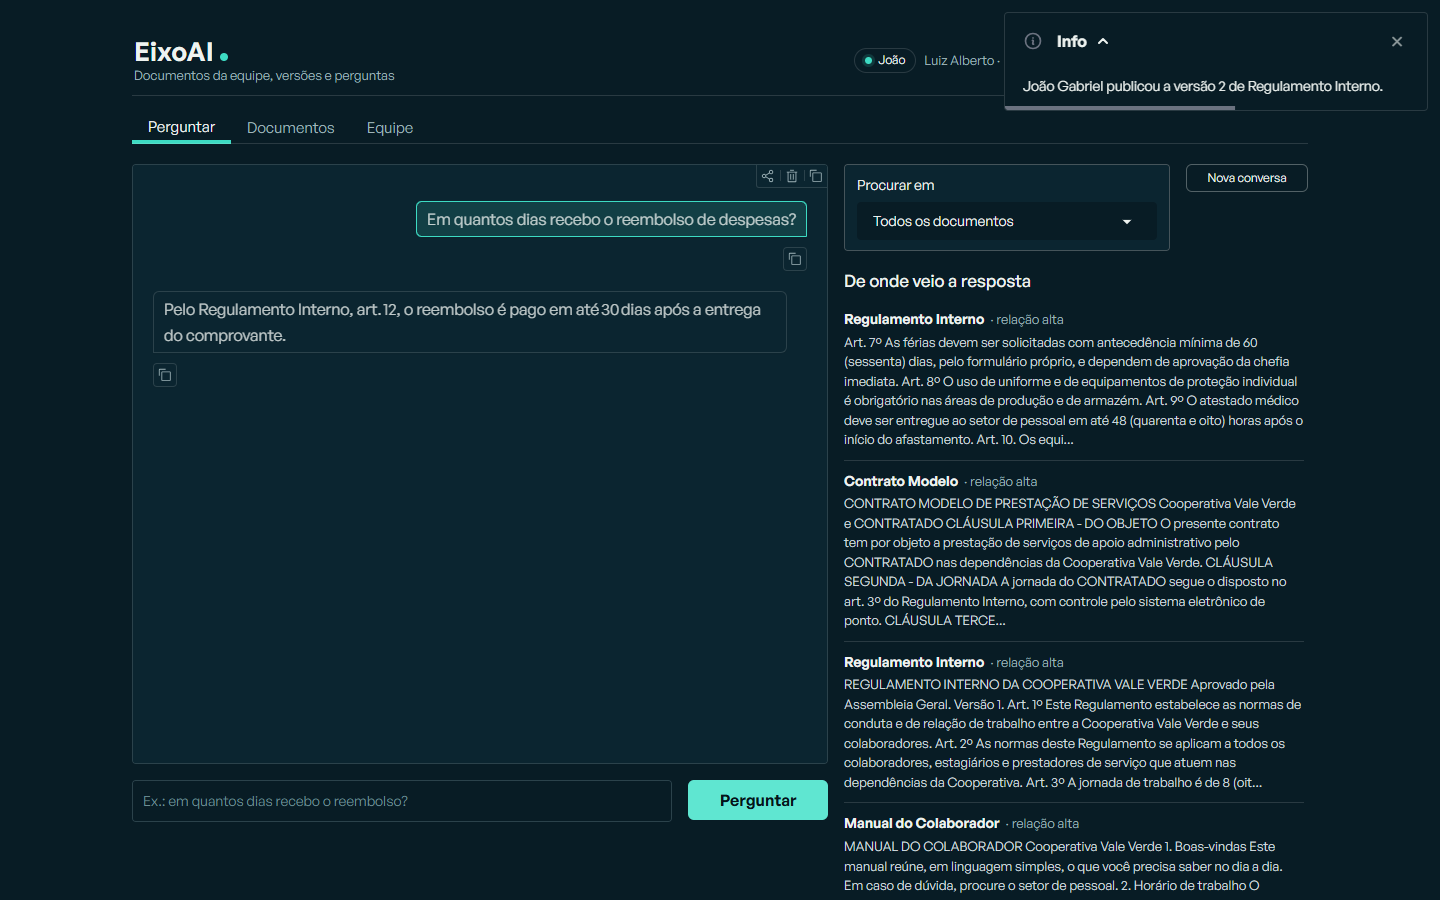 EixoAI
Documentos da equipe, versões e perguntas
João
Luiz Alberto ·
Info
João Gabriel publicou a versão 2 de Regulamento Interno.
Perguntar
Documentos
Equipe
Em quantos dias recebo o reembolso de despesas?
Pelo Regulamento Interno, art. 12, o reembolso é pago em até 30 dias após a entrega
do comprovante.
Ex.: em quantos dias recebo o reembolso?
Perguntar
Procurar em
Todos os documentos
Nova conversa
De onde veio a resposta
Regulamento Interno · relação alta
Art. 7º As férias devem ser solicitadas com antecedência mínima de 60
(sessenta) dias, pelo formulário próprio, e dependem de aprovação da chefia
imediata. Art. 8º O uso de uniforme e de equipamentos de proteção individual
é obrigatório nas áreas de produção e de armazém. Art. 9º O atestado médico
deve ser entregue ao setor de pessoal em até 48 (quarenta e oito) horas após o
início do afastamento. Art. 10. Os equi...
Contrato Modelo · relação alta
CONTRATO MODELO DE PRESTAÇÃO DE SERVIÇOS Cooperativa Vale Verde
e CONTRATADO CLÁUSULA PRIMEIRA - DO OBJETO O presente contrato
tem por objeto a prestação de serviços de apoio administrativo pelo
CONTRATADO nas dependências da Cooperativa Vale Verde. CLÁUSULA
SEGUNDA - DA JORNADA A jornada do CONTRATADO segue o disposto no
art. 3º do Regulamento Interno, com controle pelo sistema eletrônico de
ponto. CLÁUSULA TERCE...
Regulamento Interno · relação alta
REGULAMENTO INTERNO DA COOPERATIVA VALE VERDE Aprovado pela
Assembleia Geral. Versão 1. Art. 1º Este Regulamento estabelece as normas de
conduta e de relação de trabalho entre a Cooperativa Vale Verde e seus
colaboradores. Art. 2º As normas deste Regulamento se aplicam a todos os
colaboradores, estagiários e prestadores de serviço que atuem nas
dependências da Cooperativa. Art. 3º A jornada de trabalho é de 8 (oit...
Manual do Colaborador · relação alta
MANUAL DO COLABORADOR Cooperativa Vale Verde 1. Boas-vindas Este
manual reúne, em linguagem simples, o que você precisa saber no dia a dia.
Em caso de dúvida, procure o setor de pessoal. 2. Horário de trabalho O